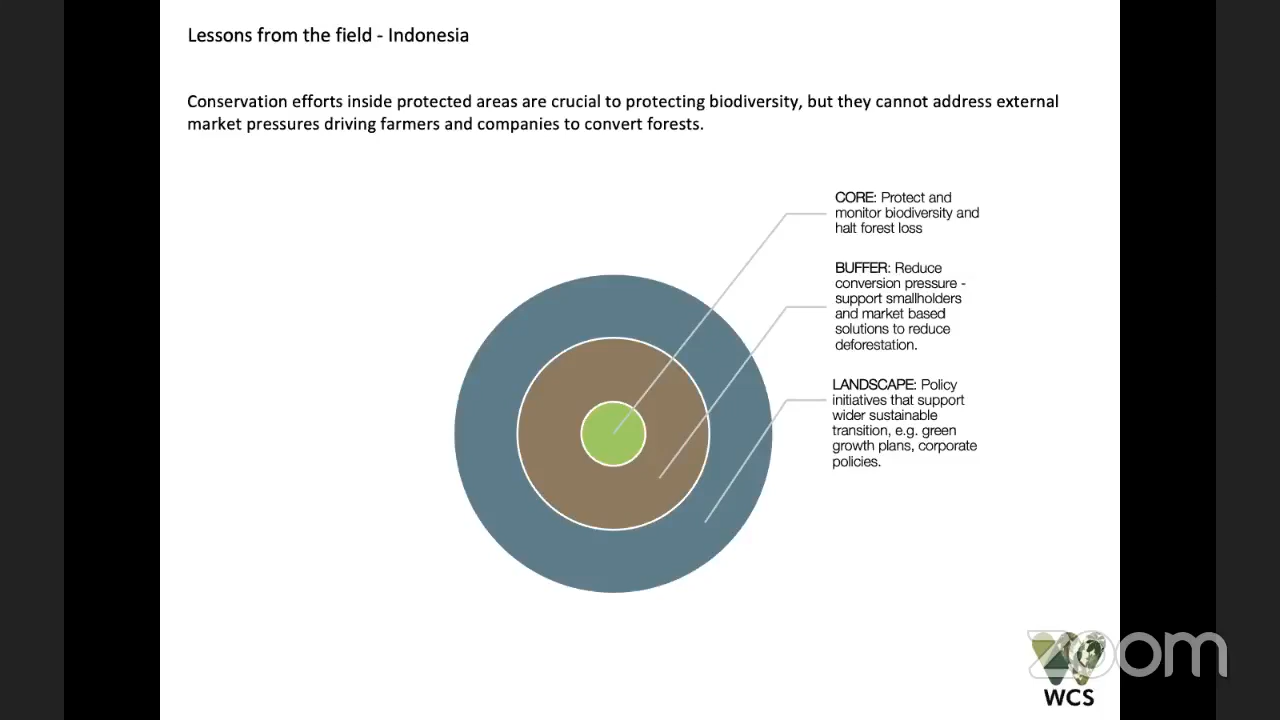 Lessons from the field - Indonesia
Conservation efforts inside protected areas are crucial to protecting biodiversity, but they cannot address external
market pressures driving farmers and companies to convert forests.
CORE: Protect and
monitor biodiversity and
halt forest loss
BUFFER: Reduce
conversion pressure -
support smallholders
and market based
solutions to reduce
deforestation.
LANDSCAPE: Policy
initiatives that support
wider sustainable
transition, e.g. green
growth plans, corporate
policies.
zoom
WCS